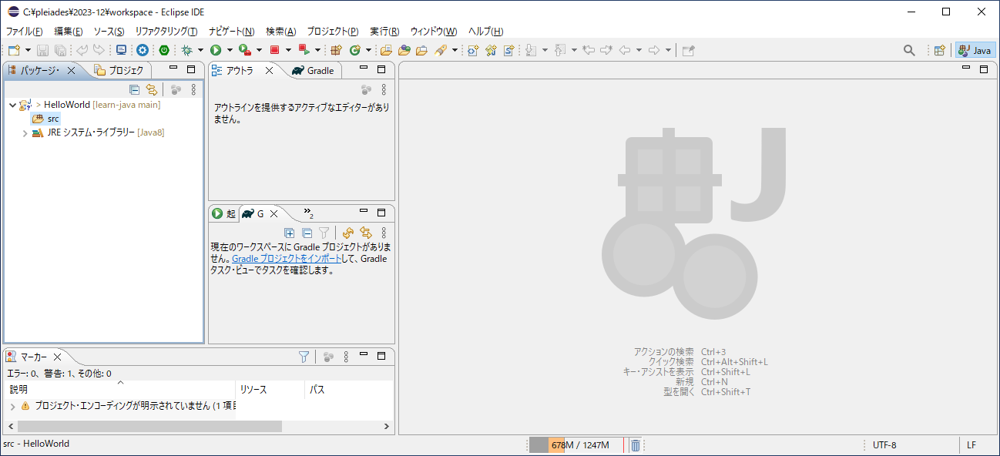 C:¥pleiades¥2023-12¥workspace - Eclipse IDE
ファイル(F) 編集(E) ソース(S) リファクタリング(T) ナビゲート(N) 検索(A) プロジェクト(P) 実行(R) ウィンドウ(W) ヘルプ(H)
Java
パッケージ・ プロジェク
> HelloWorld [learn-java main]
src
JRE システム・ライブラリー [Java8]
アウトラ Gradle
アウトラインを提供するアクティブなエディターがあり
ません。
起 G »2
現在のワークスペースに Gradle プロジェクトがありま
せん。Gradle プロジェクトをインポートして、Gradle
タスク・ビューでタスクを確認します。
J
アクションの検索 Ctrl+3
クイック検索 Ctrl+Alt+Shift+L
キー・アシストを表示 Ctrl+Shift+L
新規 Ctrl+N
型を開く Ctrl+Shift+T
マーカー
エラー: 0、警告: 1、その他: 0
説明 リソース パス
プロジェクト・エンコーディングが明示されていません (1 項目
src - HelloWorld
678M / 1247M
UTF-8
LF